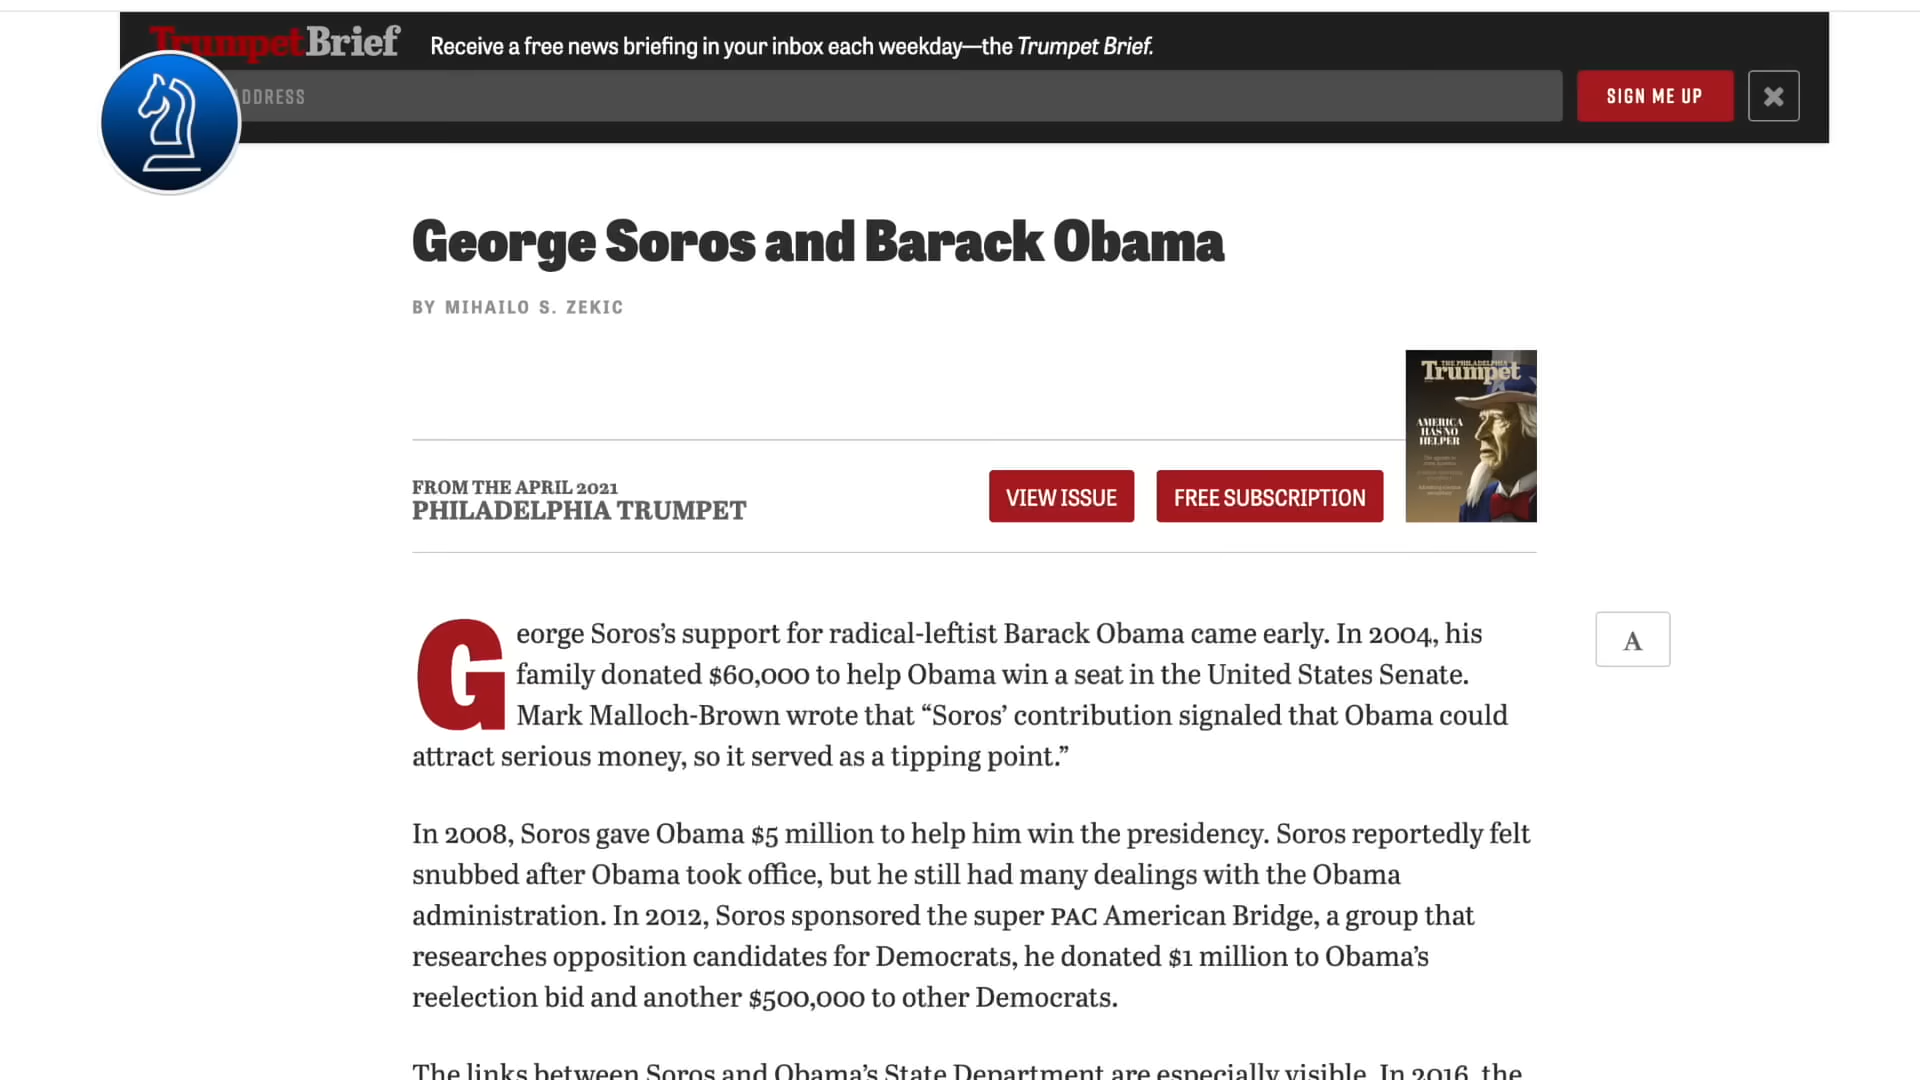 TrumpetBrief Receive a free news briefing in your inbox each weekday—the Trumpet Brief.
DDRESS
SIGN ME UP
George Soros and Barack Obama
BY MIHAILO S. ZEKIC
THE PHILADELPHIA
Trumpet
AMERICA
HAS NO
HELPER
FROM THE APRIL 2021
PHILADELPHIA TRUMPET
VIEW ISSUE
FREE SUBSCRIPTION
A
George Soros’s support for radical-leftist Barack Obama came early. In 2004, his
family donated $60,000 to help Obama win a seat in the United States Senate.
Mark Malloch-Brown wrote that “Soros’ contribution signaled that Obama could
attract serious money, so it served as a tipping point.”
In 2008, Soros gave Obama $5 million to help him win the presidency. Soros reportedly felt
snubbed after Obama took office, but he still had many dealings with the Obama
administration. In 2012, Soros sponsored the super PAC American Bridge, a group that
researches opposition candidates for Democrats, he donated $1 million to Obama’s
reelection bid and another $500,000 to other Democrats.
The links between Soros and Obama’s State Department are especially visible. In 2016, the